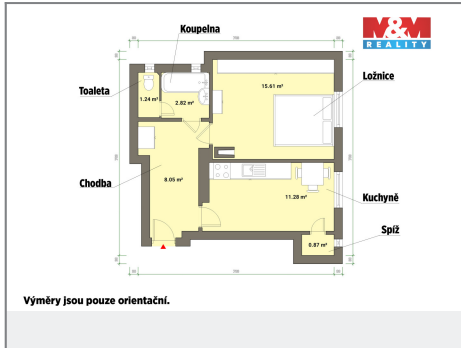 M&M
REALITY
Koupelna
Ložnice
Toaleta
15.61 m²
1.24 m²
2.82 m²
Chodba
8.05 m²
11.28 m²
Kuchyně
Spíž
0.87 m²
Výměry jsou pouze orientační.